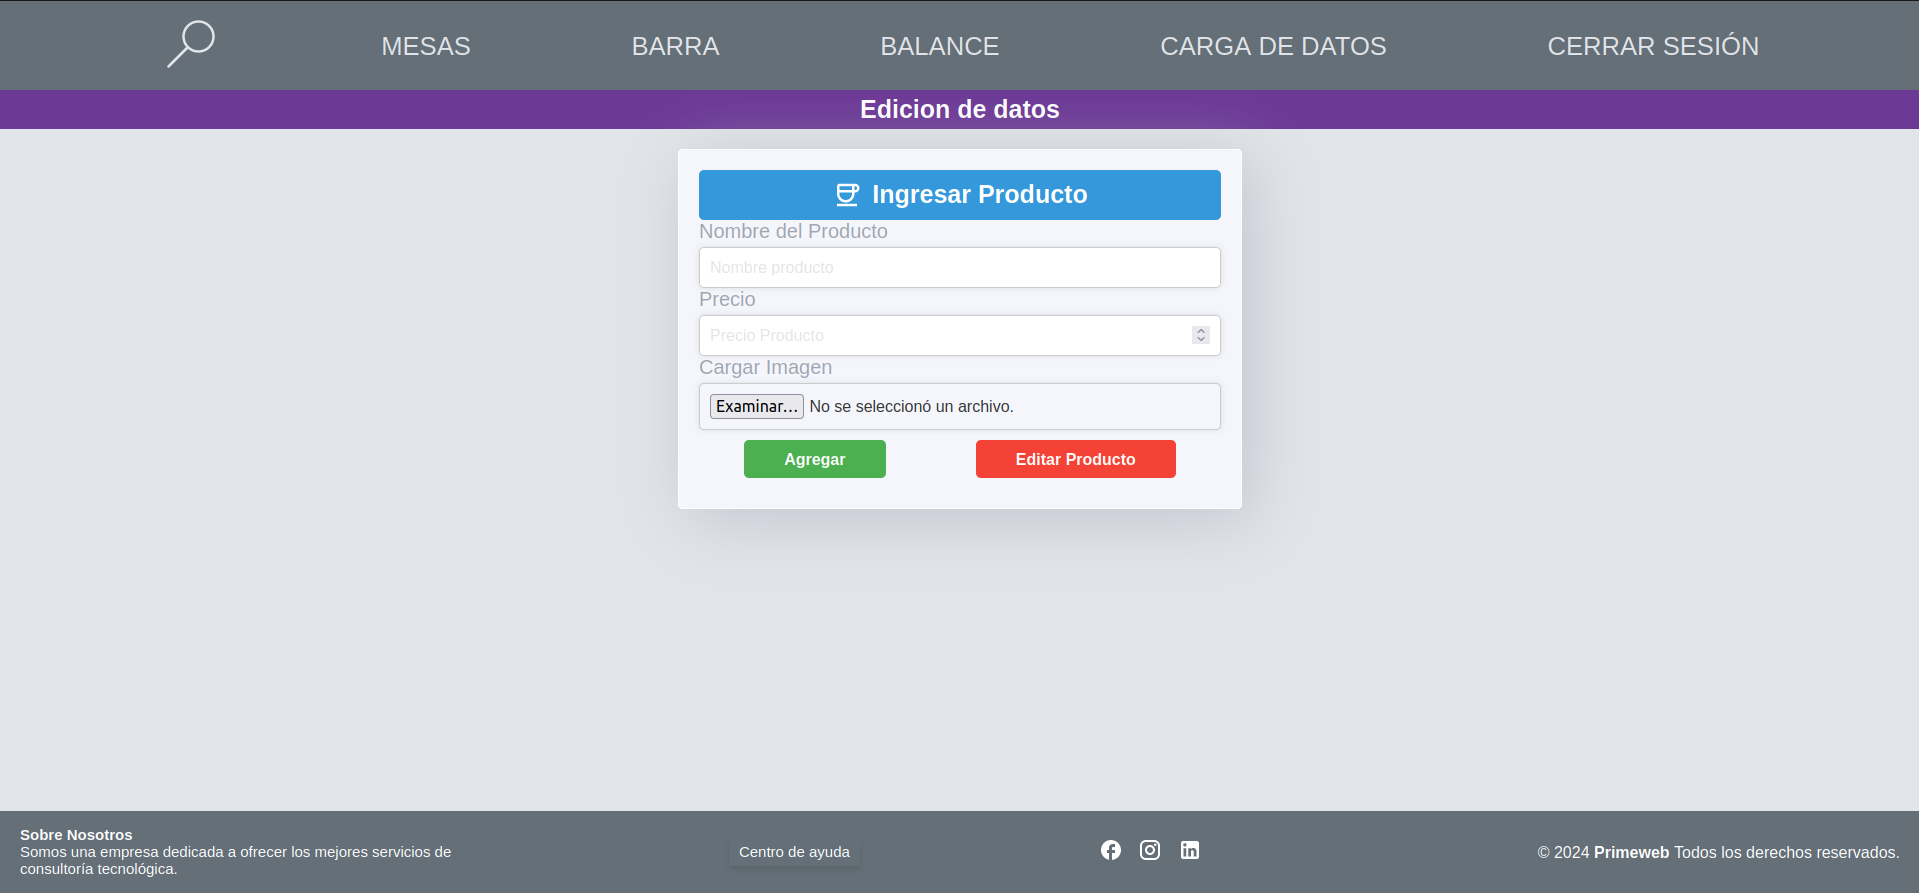 MESAS BARRA BALANCE CARGA DE DATOS CERRAR SESIÓN
Edicion de datos
Ingresar Producto
Nombre del Producto
Nombre producto
Precio
Precio Producto
Cargar Imagen
Examinar... No se seleccionó un archivo.
Agregar Editar Producto
Sobre Nosotros
Somos una empresa dedicada a ofrecer los mejores servicios de
consultoría tecnológica.
Centro de ayuda
© 2024 Primeweb Todos los derechos reservados.